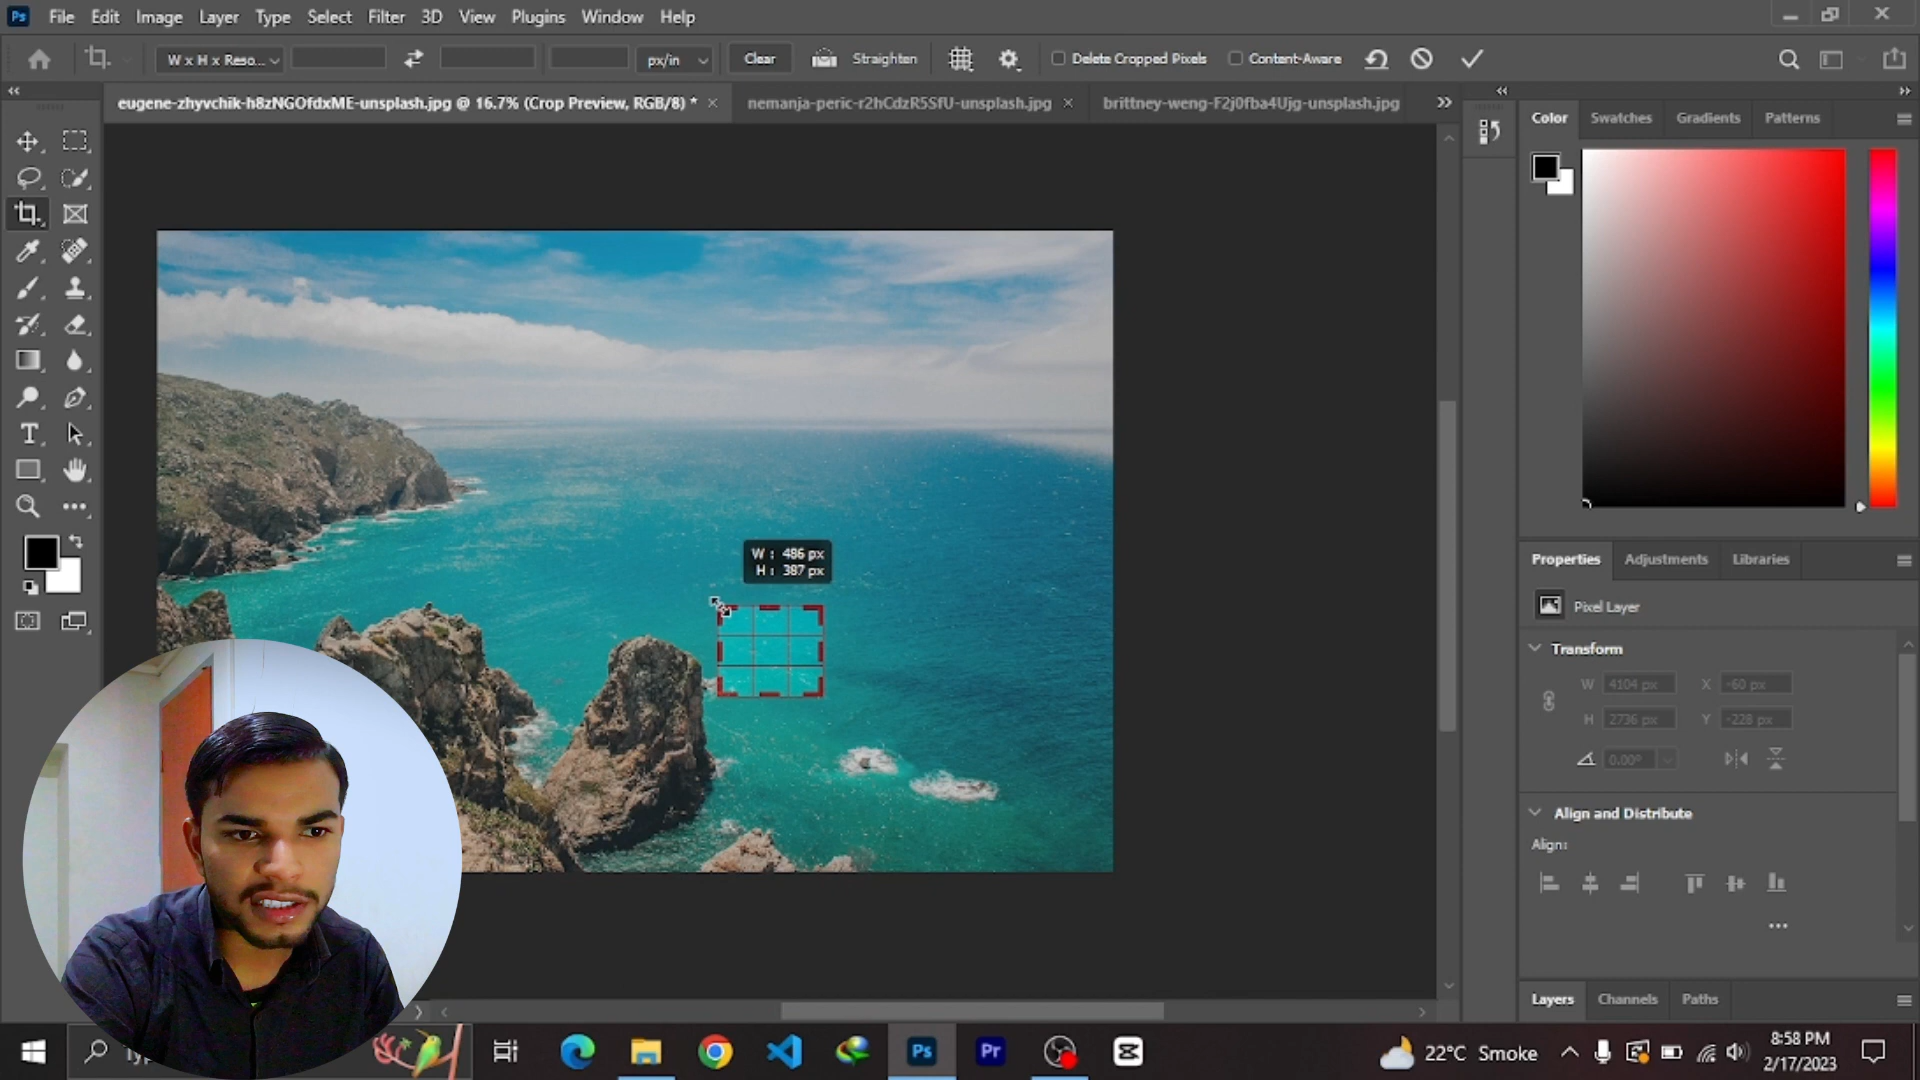 Ps File Edit Image Layer Type Select Filter 3D View Plugins Window Help
W x H x Reso... px/in Clear Straighten Delete Cropped Pixels Content-Aware
eugene-zhyvchik-h8zNGOfdxME-unsplash.jpg @ 16.7% (Crop Preview, RGB/8) * × nemanja-peric-r2hCdzR5SfU-unsplash.jpg × brittney-weng-F2j0fba4Ujg-unsplash.jpg
Color Swatches Gradients Patterns
W : 486 px
H : 387 px
Properties Adjustments Libraries
Pixel Layer
Transform
W 4104 px X -60 px
H 2736 px Y -228 px
0.00°
Align and Distribute
Align:
Layers Channels Paths
Ps Pr 22°C Smoke 8:58 PM
2/17/2023